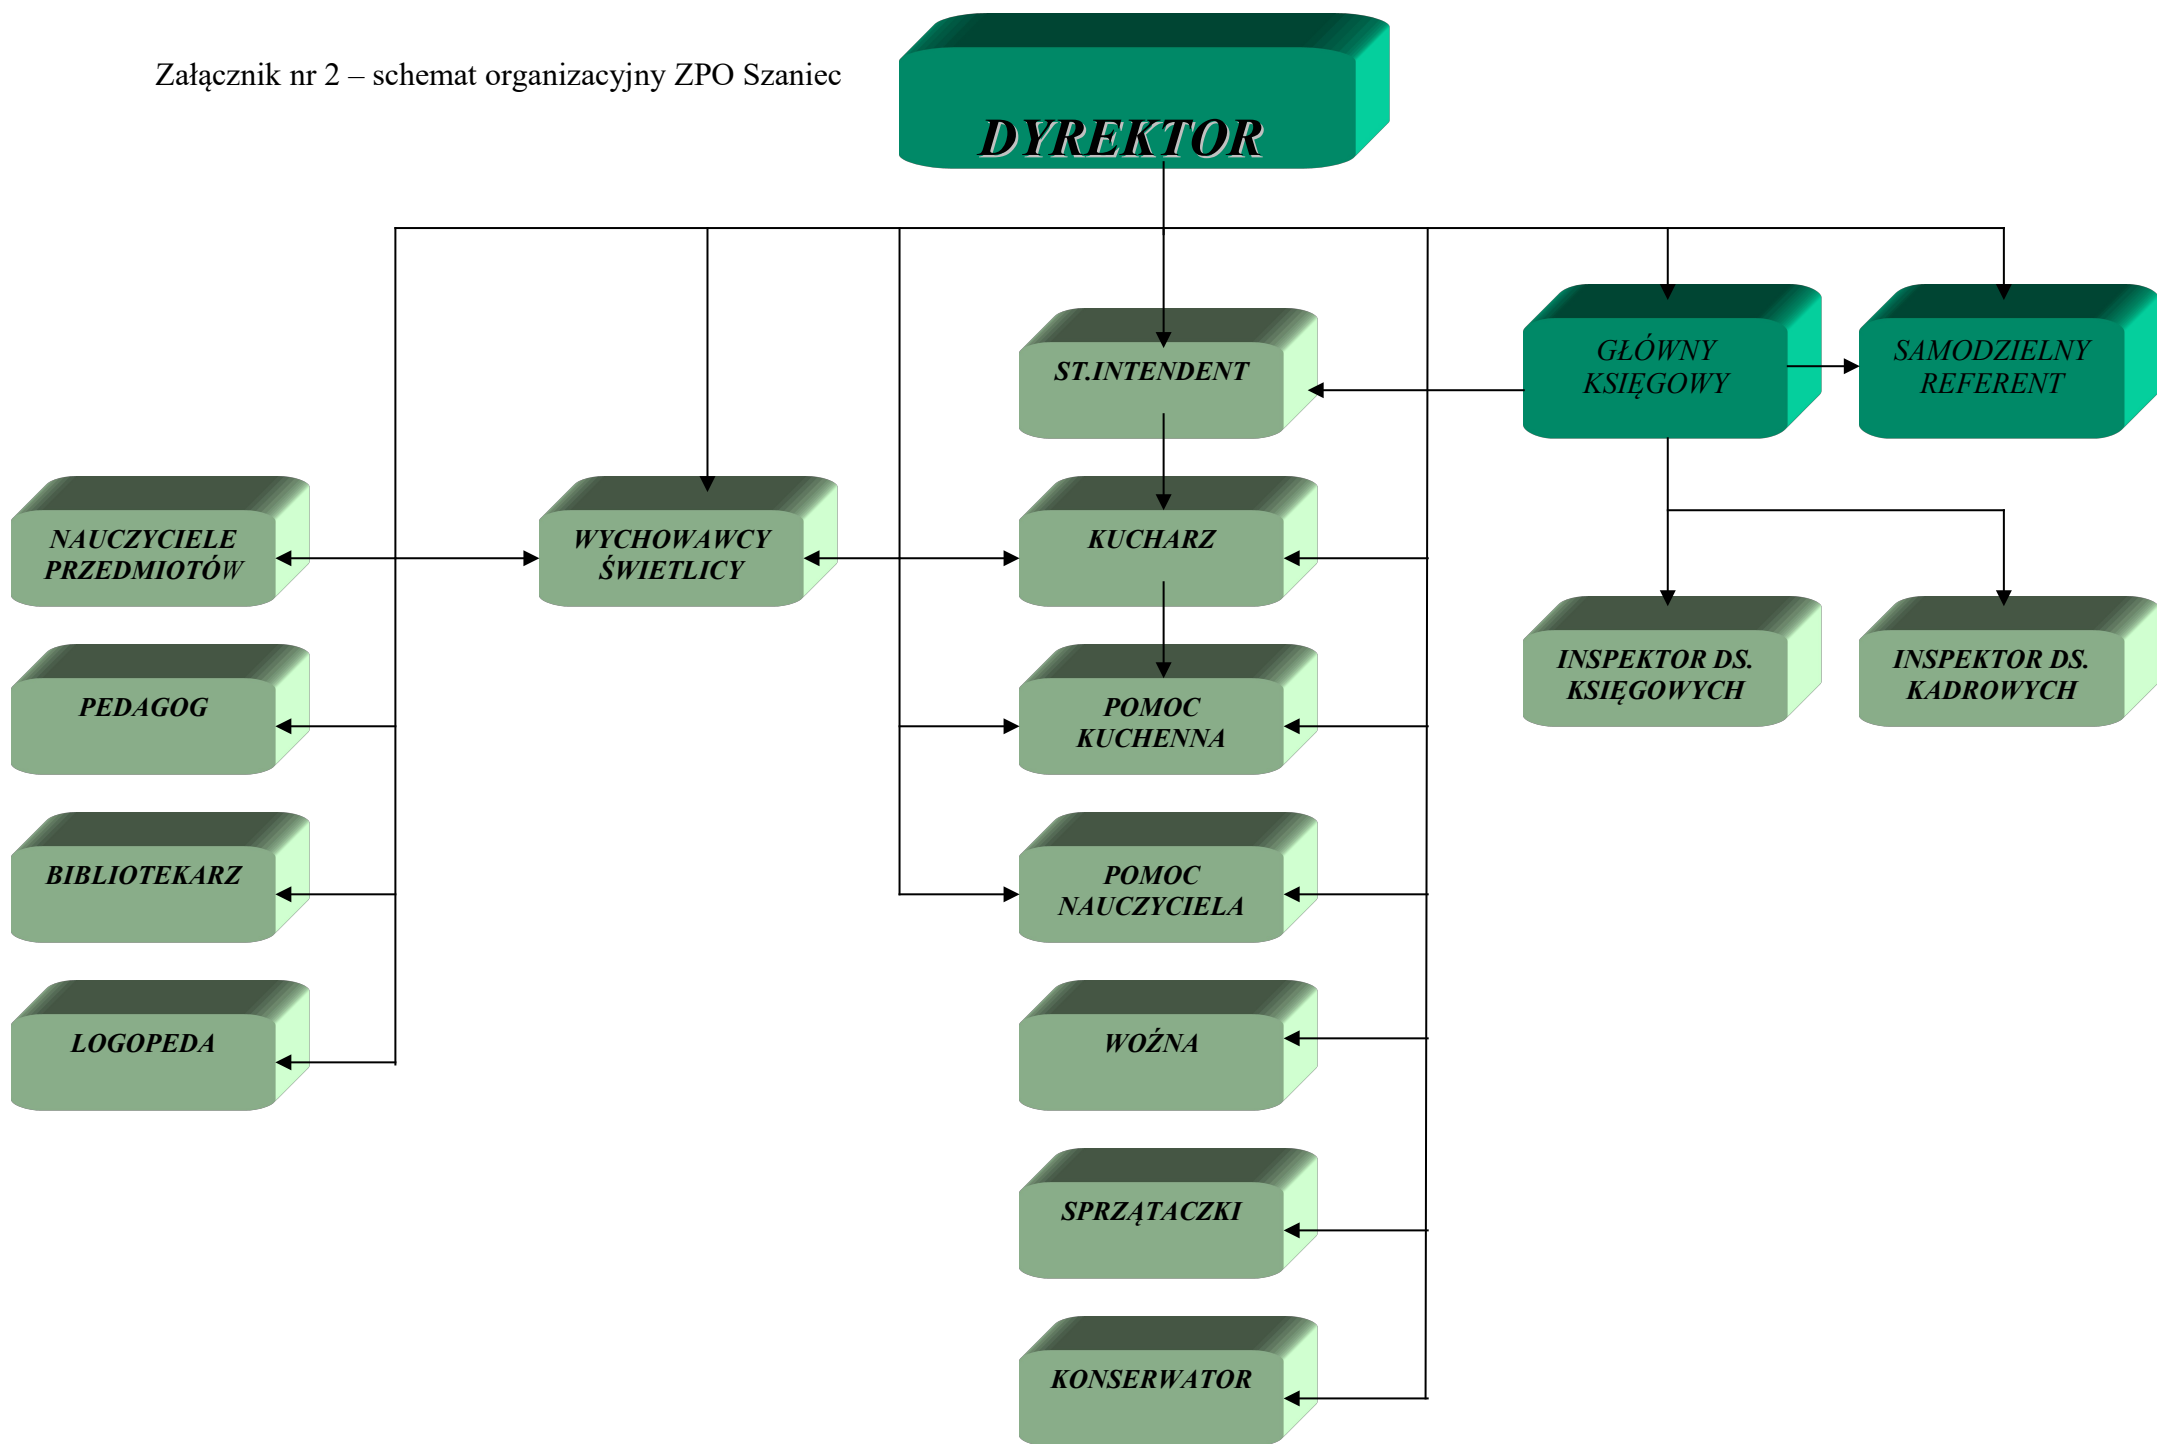 Załącznik nr 2 – schemat organizacyjny ZPO Szaniec
DYREKTOR
ST.INTENDENT
GŁÓWNY
KSIĘGOWY
SAMODZIELNY
REFERENT
NAUCZYCIELE
PRZEDMIOTÓW
WYCHOWAWCY
ŚWIETLICY
KUCHARZ
INSPEKTOR DS.
KSIĘGOWYCH
INSPEKTOR DS.
KADROWYCH
PEDAGOG
POMOC
KUCHENNA
BIBLIOTEKARZ
POMOC
NAUCZYCIELA
LOGOPEDA
WOŹNA
SPRZĄTACZKI
KONSERWATOR